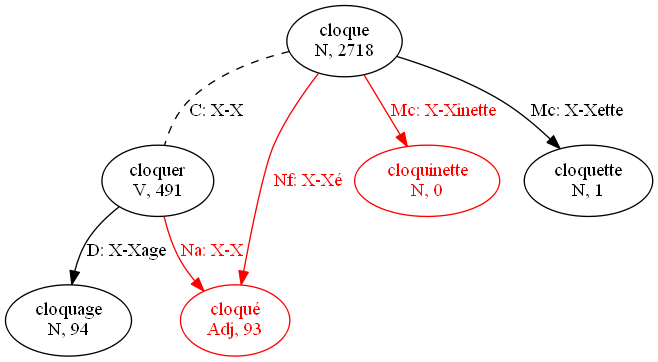 cloque
N, 2718
C: X-X
Mc: X-Xinette
Mc: X-Xette
cloquer
V, 491
Nf: X-Xé
cloquinette
N, 0
cloquette
N, 1
D: X-Xage
Na: X-X
cloquage
N, 94
cloqué
Adj, 93